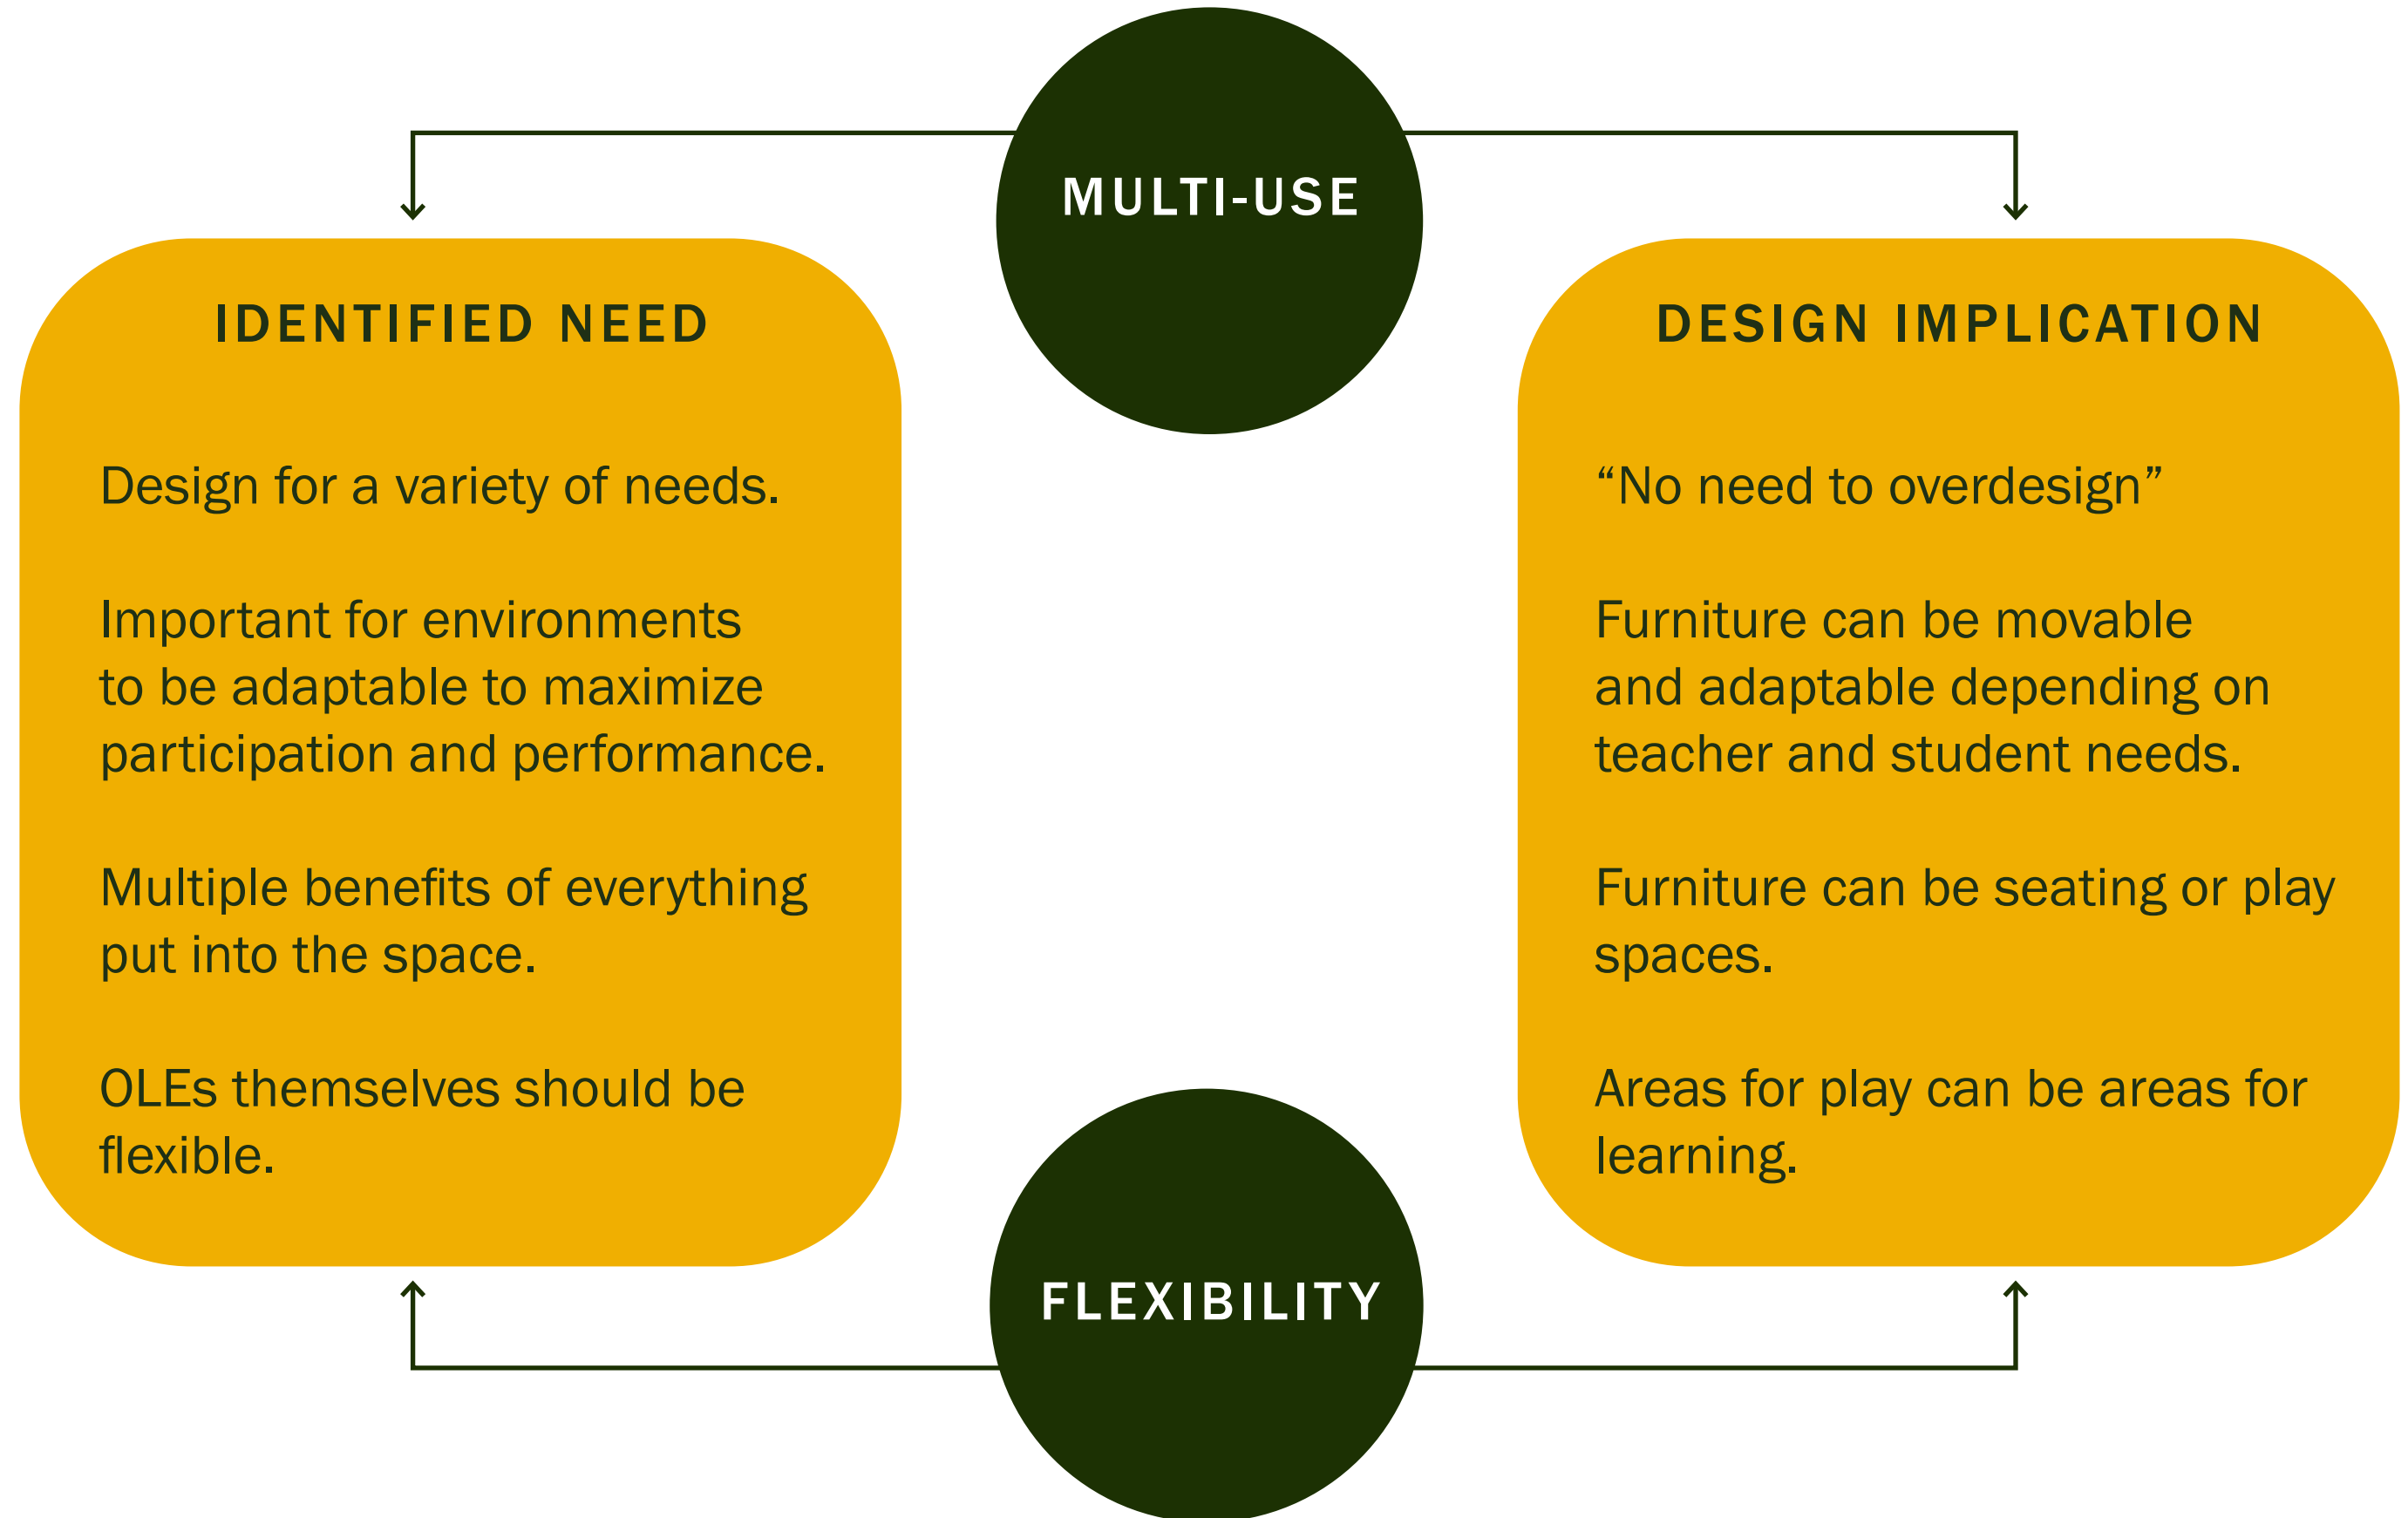 MULTI-USE
IDENTIFIED NEED
Design for a variety of needs.
Important for environments
to be adaptable to maximize
participation and performance.
Multiple benefits of everything
put into the space.
OLEs themselves should be
flexible.
DESIGN IMPLICATION
“No need to overdesign”
Furniture can be movable
and adaptable depending on
teacher and student needs.
Furniture can be seating or play
spaces.
Areas for play can be areas for
learning.
FLEXIBILITY